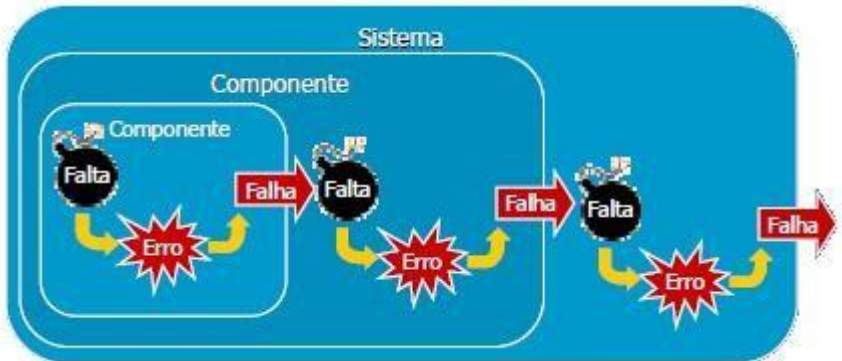 Sistema
Componente
Componente
Falta
Erro
Falha
Falta
Erro
Falha
Falta
Erro
Falha